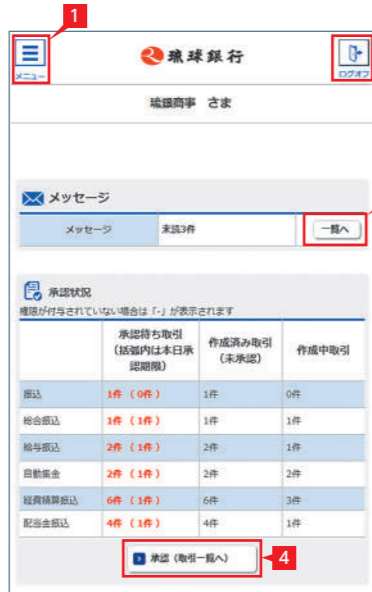 1
メニュー
琉球銀行
ログオフ
琉銀商事 さま
メッセージ
メッセージ 未読3件 一覧へ
承認状況
権限が付与されていない場合は「-」が表示されます
承認待ち取引
(括弧内は本日承
認期限)
作成済み取引
(未承認)
作成中取引
振込 1件 (0件) 1件 0件
総合振込 1件 (1件) 1件 1件
給与振込 2件 (1件) 2件 1件
自動集金 2件 (1件) 2件 2件
経費精算振込 6件 (1件) 6件 3件
配当金振込 4件 (1件) 4件 1件
承認(取引一覧へ) 4